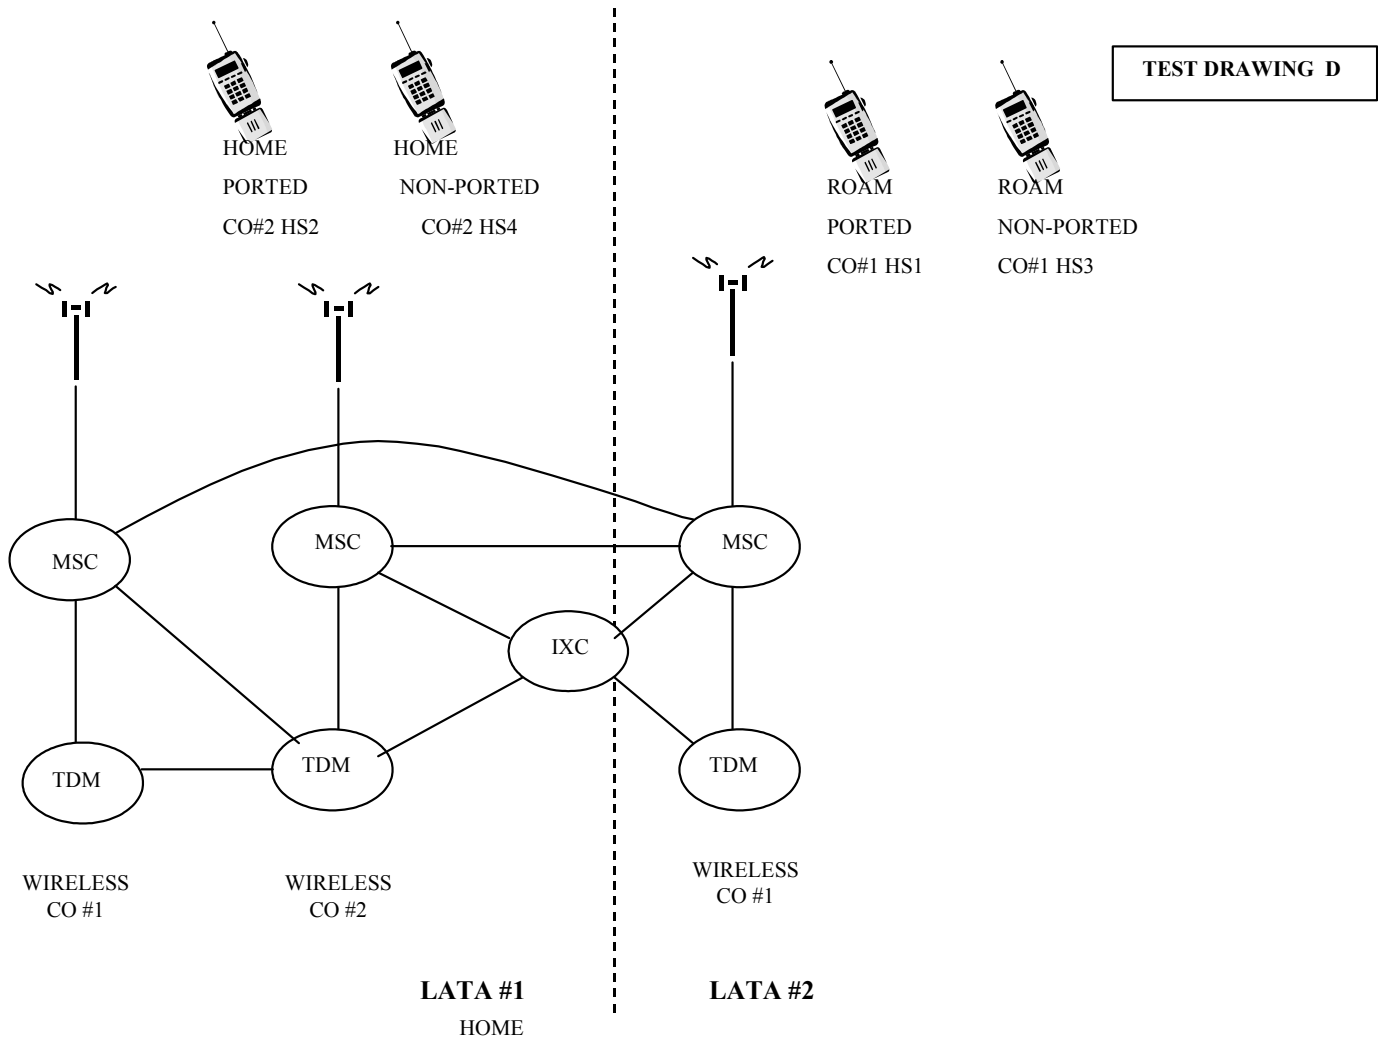 TEST DRAWING D
HOME
PORTED
CO#2 HS2
HOME
NON-PORTED
CO#2 HS4
ROAM
PORTED
CO#1 HS1
ROAM
NON-PORTED
CO#1 HS3
MSC
MSC
MSC
IXC
TDM
TDM
TDM
WIRELESS
CO #1
WIRELESS
CO #2
WIRELESS
CO #1
LATA #1
HOME
LATA #2